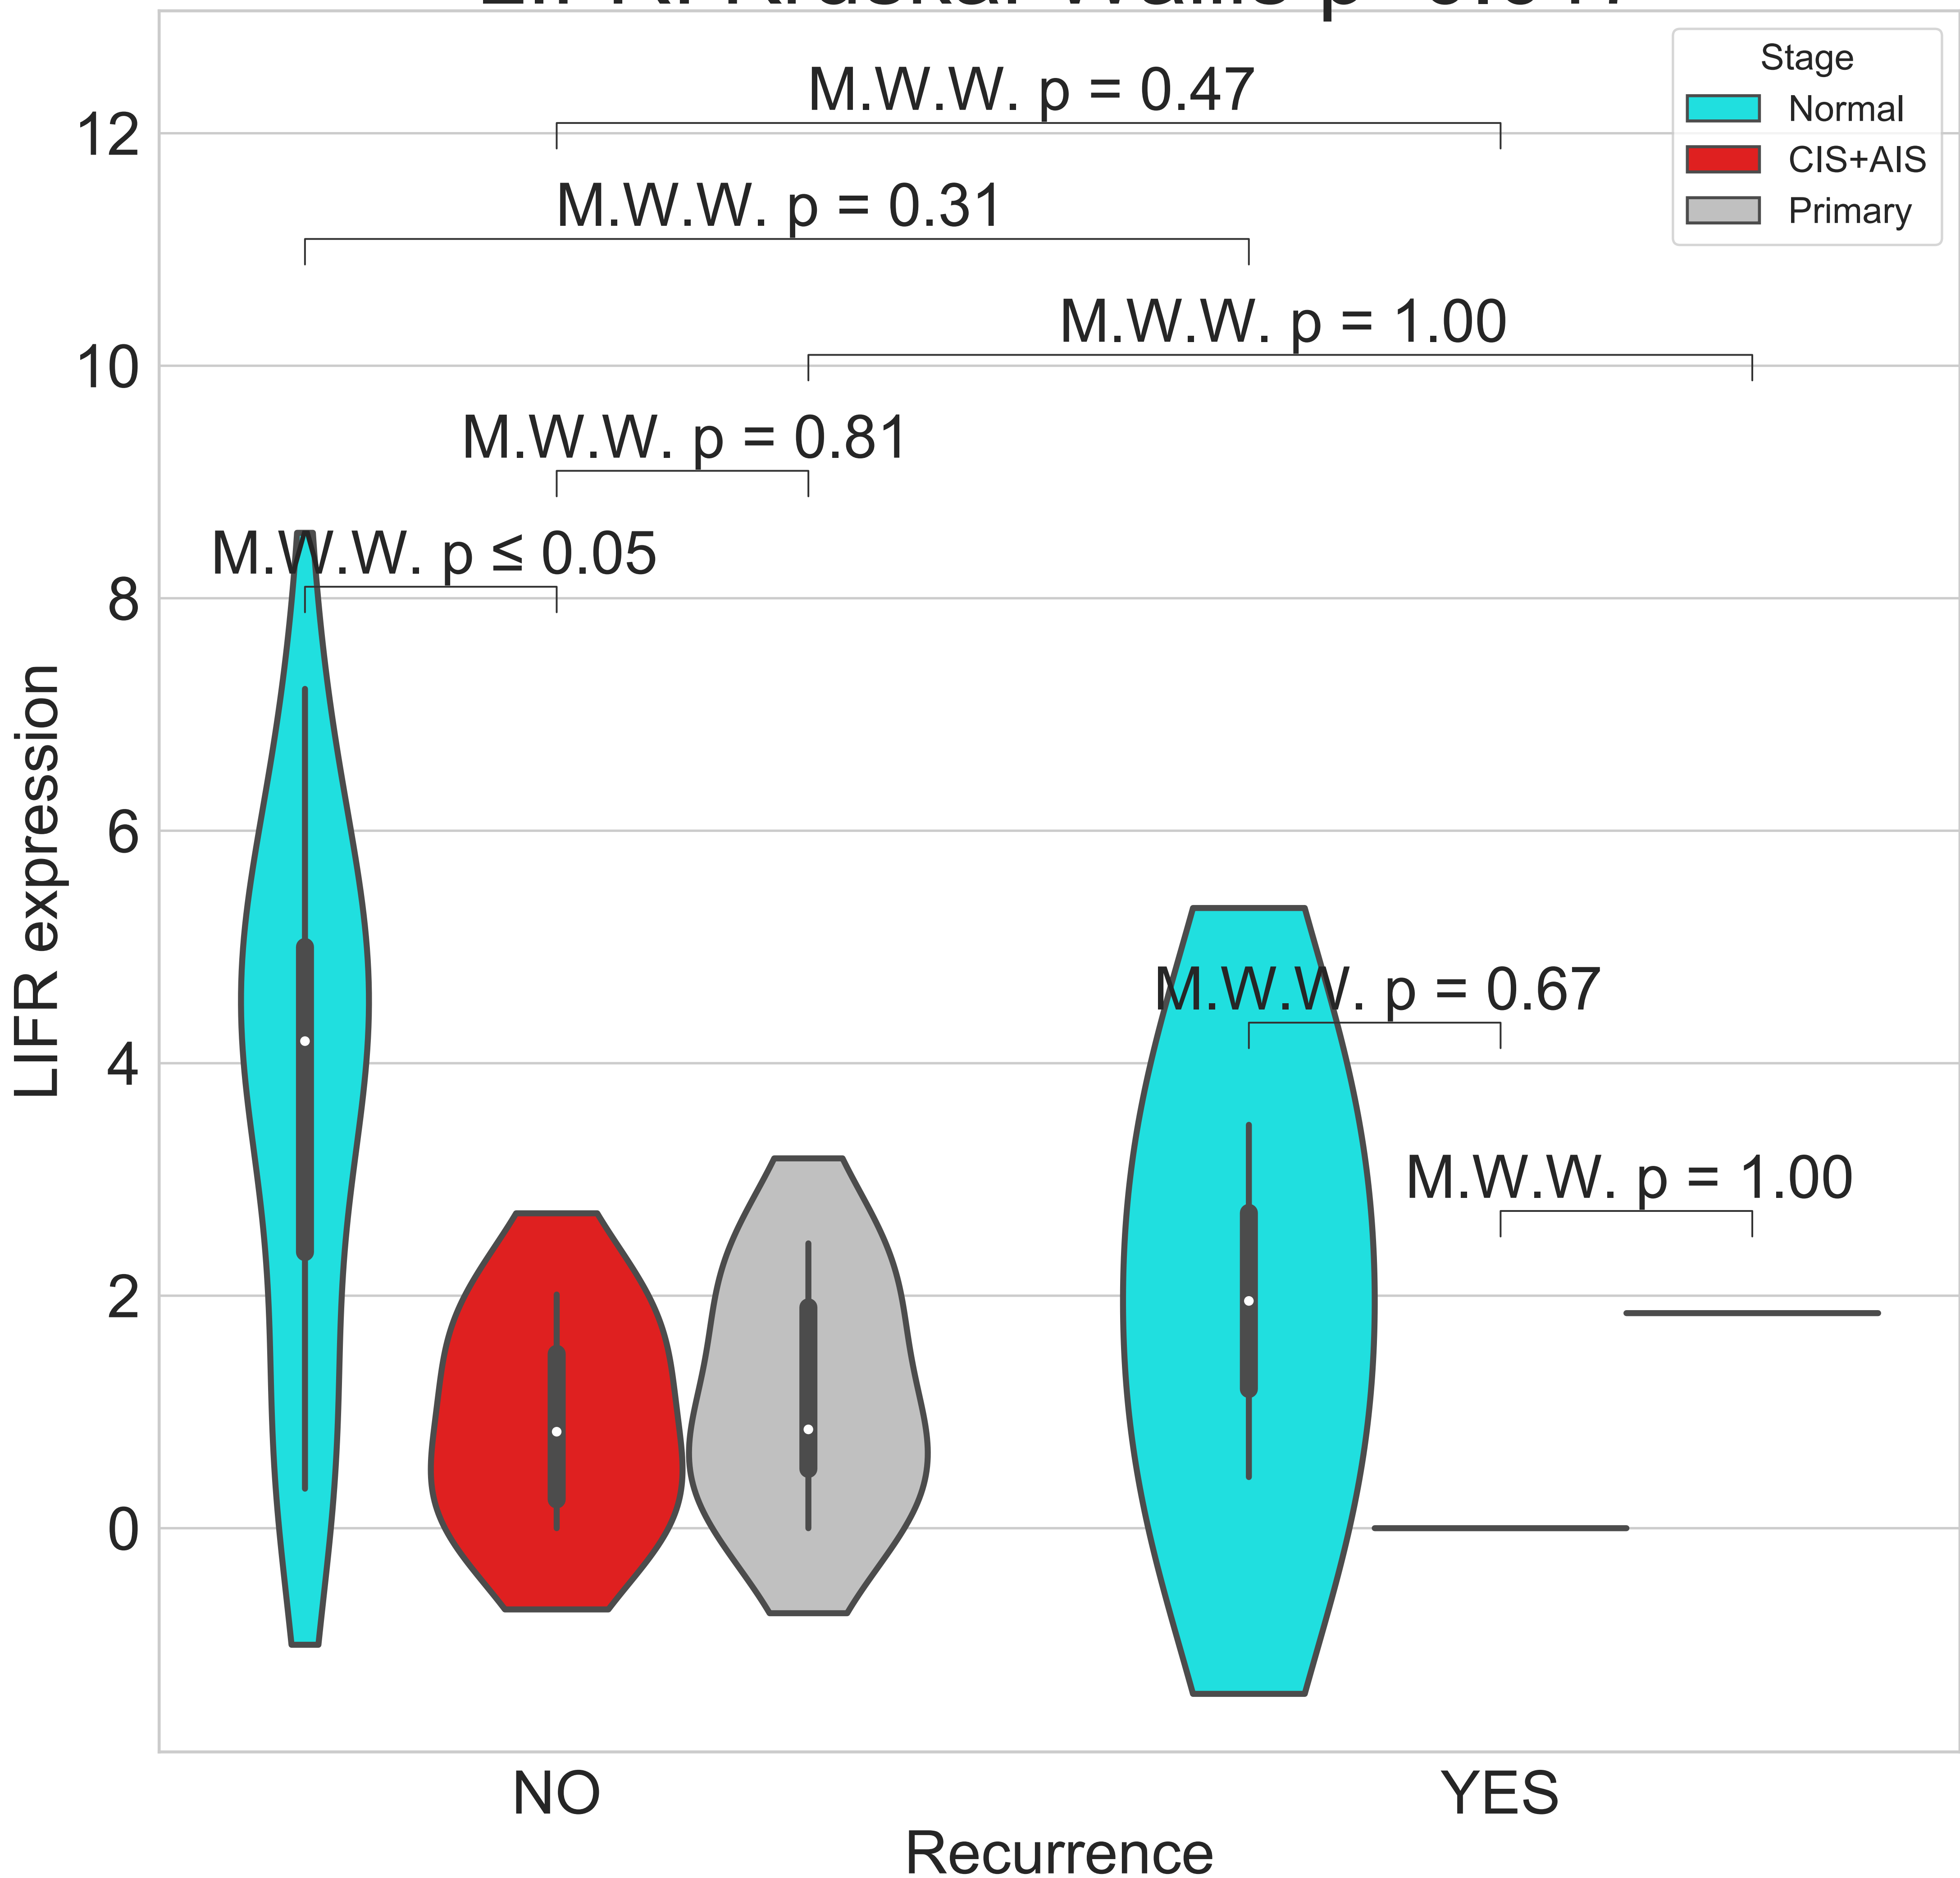 Stage
Normal
CIS+AIS
Primary
M.W.W. p = 0.47
12
M.W.W. p = 0.31
M.W.W. p = 1.00
10
M.W.W. p = 0.81
M.W.W. p ≤ 0.05
8
6
M.W.W. p = 0.67
4
M.W.W. p = 1.00
2
0
LIFR expression
NO
YES
Recurrence